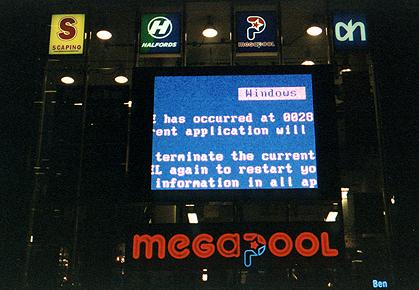 S
SCAPINO
H
HALFORDS
MEGAPOOL
ah
Windows
E has occurred at 0028
rent application will
terminate the current
EL again to restart yo
information in all ap
MEGAPOOL
Ben